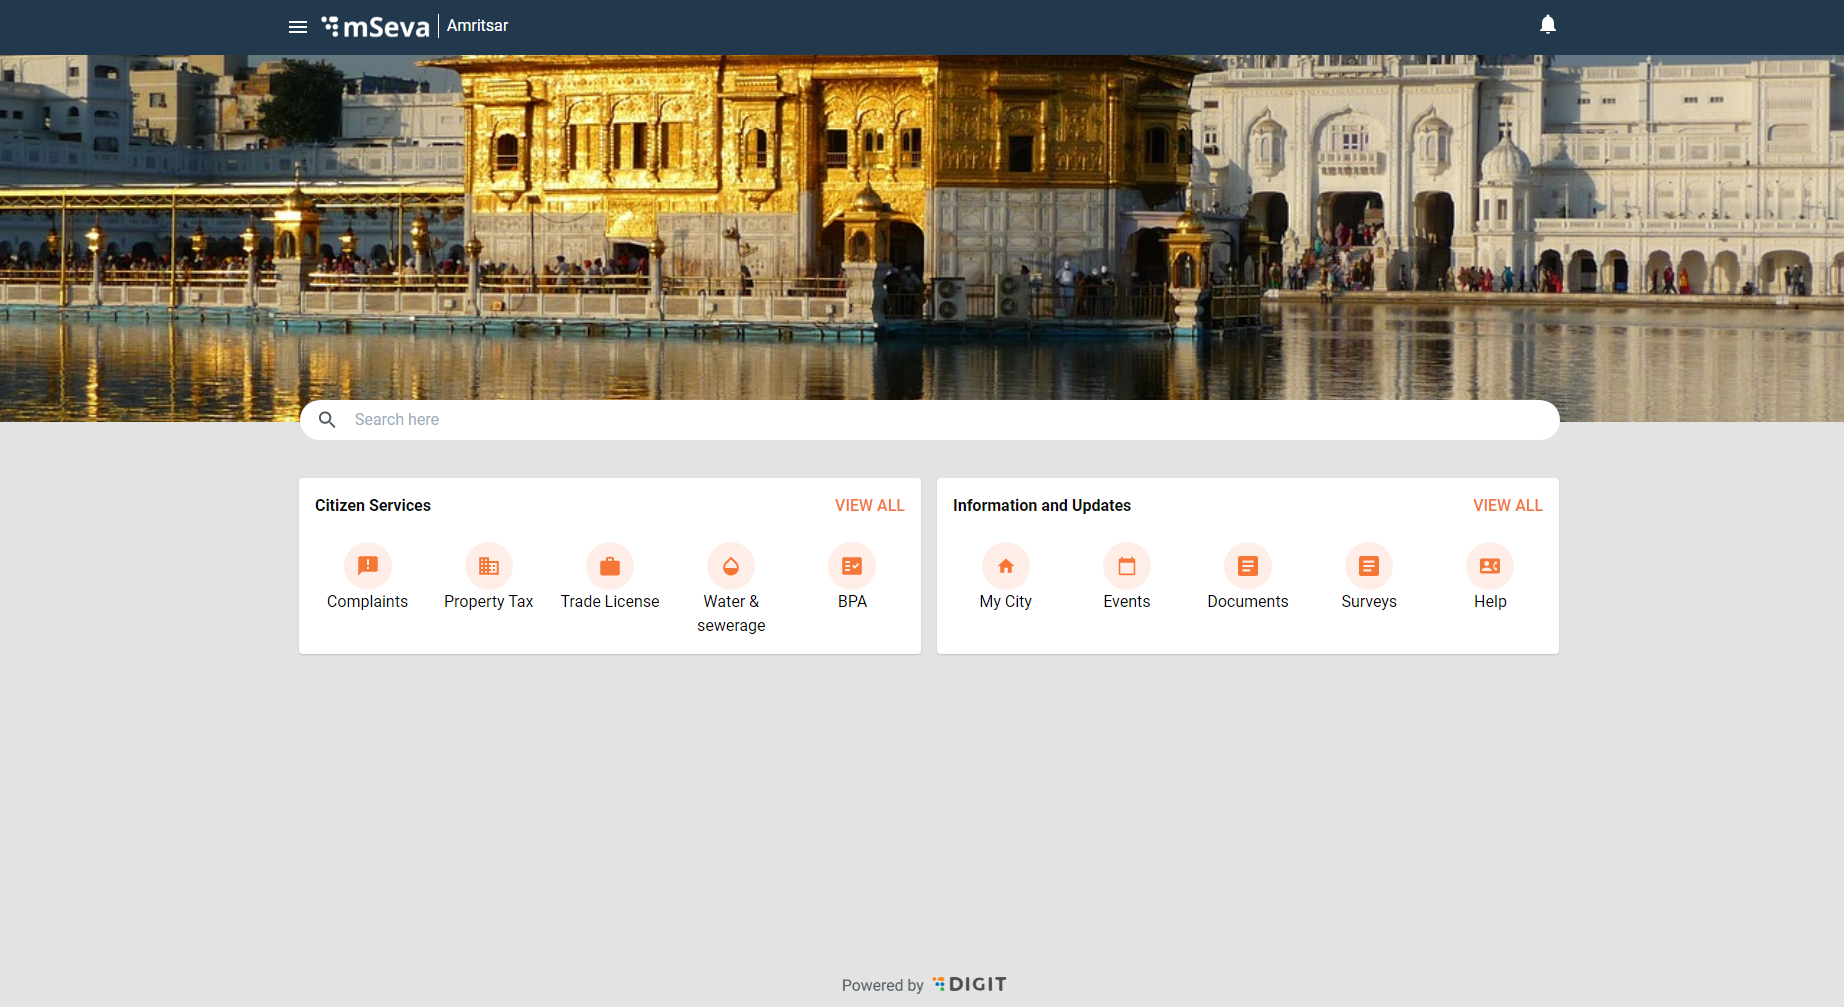 mSeva Amritsar
Search here
Citizen Services VIEW ALL
Complaints Property Tax Trade License Water & sewerage BPA
Information and Updates VIEW ALL
My City Events Documents Surveys Help
Powered by DIGIT